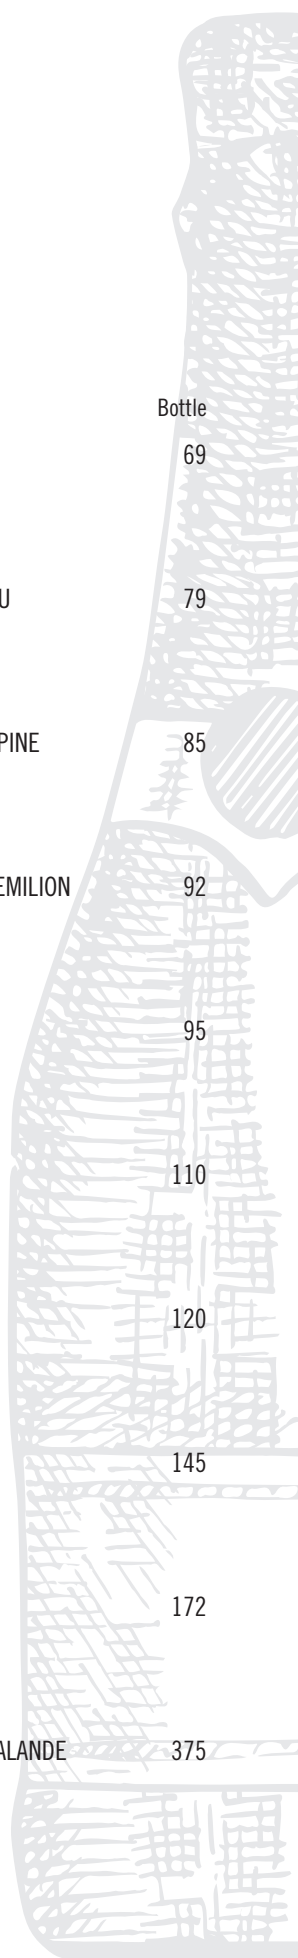 Bottle
69
U 79
PINE 85
EMILION 92
95
110
120
145
172
ALANDE 375